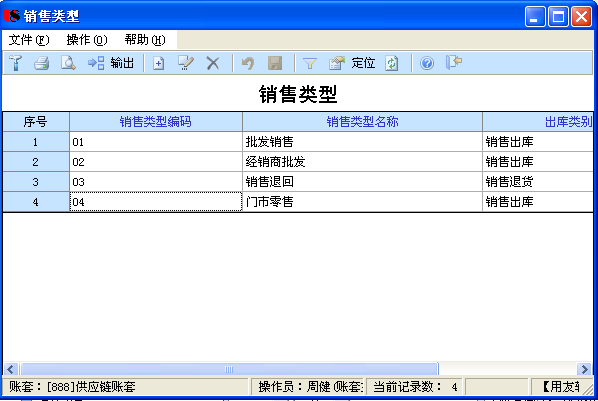 销售类型
文件(F) 操作(O) 帮助(H)
输出 定位
销售类型
序号 销售类型编码 销售类型名称 出库类别
1 01 批发销售 销售出库
2 02 经销商批发 销售出库
3 03 销售退回 销售退货
4 04 门市零售 销售出库
账套：[888]供应链账套 操作员：周健(账套 当前记录数： 4 【用友